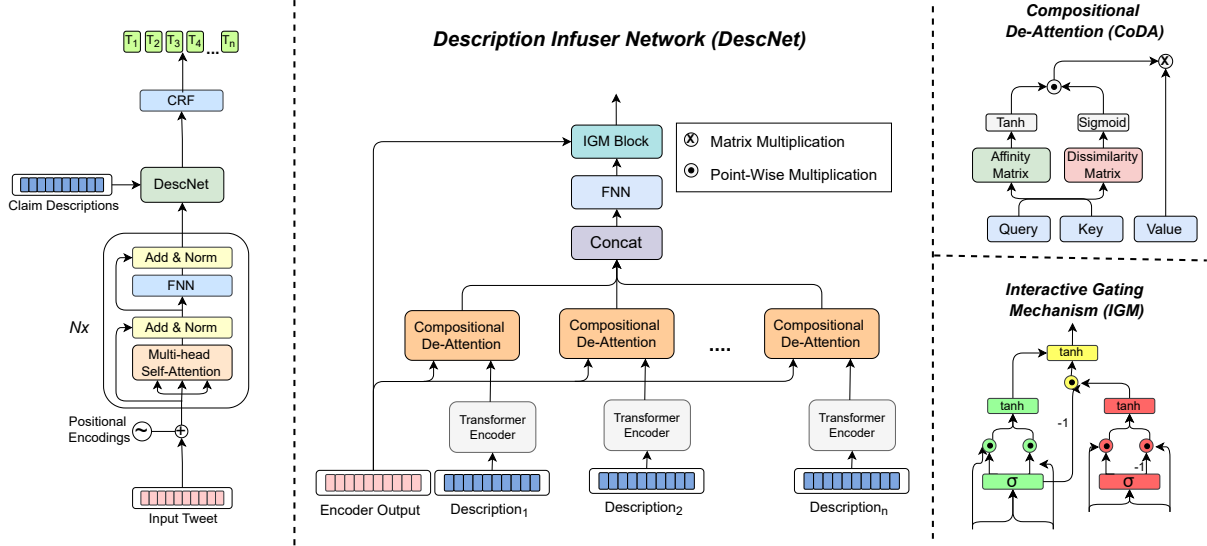 T1 T2 T3 T4 ... Tn
CRF
DescNet
Claim Descriptions
Add & Norm
FNN
Nx
Add & Norm
Multi-head
Self-Attention
Positional
Encodings
~
+
Input Tweet
Description Infuser Network (DescNet)
IGM Block
X Matrix Multiplication
Point-Wise Multiplication
FNN
Concat
Compositional
De-Attention
Compositional
De-Attention
....
Compositional
De-Attention
Transformer
Encoder
Transformer
Encoder
Transformer
Encoder
Encoder Output
Description1
Description2
Descriptionn
Compositional
De-Attention (CoDA)
X
Tanh
Sigmoid
Affinity
Matrix
Dissimilarity
Matrix
Query
Key
Value
Interactive Gating
Mechanism (IGM)
tanh
tanh
tanh
-1
-1
σ
σ